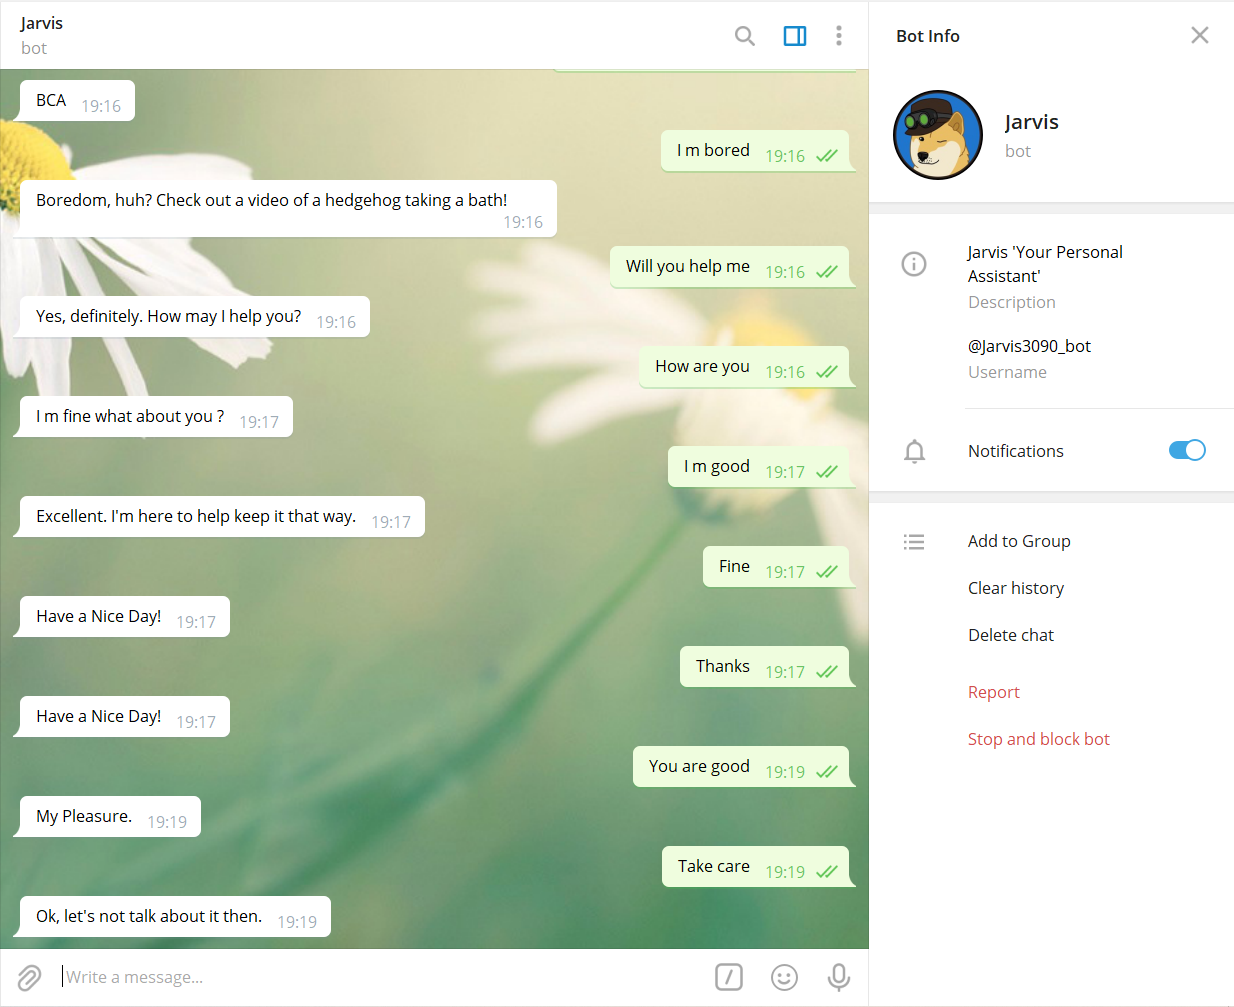 Jarvis
bot
BCA 19:16
I m bored 19:16
Boredom, huh? Check out a video of a hedgehog taking a bath!
19:16
Will you help me 19:16
Yes, definitely. How may I help you? 19:16
How are you 19:16
I m fine what about you ? 19:17
I m good 19:17
Excellent. I'm here to help keep it that way. 19:17
Fine 19:17
Have a Nice Day! 19:17
Thanks 19:17
Have a Nice Day! 19:17
You are good 19:19
My Pleasure. 19:19
Take care 19:19
Ok, let's not talk about it then. 19:19
Write a message...
Bot Info
Jarvis
bot
Jarvis 'Your Personal
Assistant'
Description
@Jarvis3090_bot
Username
Notifications
Add to Group
Clear history
Delete chat
Report
Stop and block bot